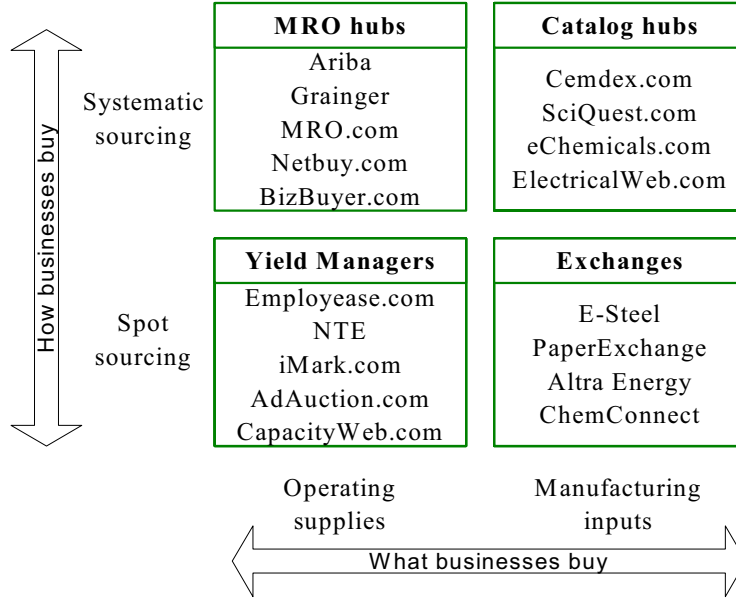 MRO hubs
Ariba
Grainger
MRO.com
Netbuy.com
BizBuyer.com
Catalog hubs
Cemdex.com
SciQuest.com
eChemicals.com
ElectricalWeb.com
Systematic
sourcing
How businesses buy
Yield Managers
Employease.com
NTE
iMark.com
AdAuction.com
CapacityWeb.com
Exchanges
E-Steel
PaperExchange
Altra Energy
ChemConnect
Spot
sourcing
Operating
supplies
Manufacturing
inputs
What businesses buy